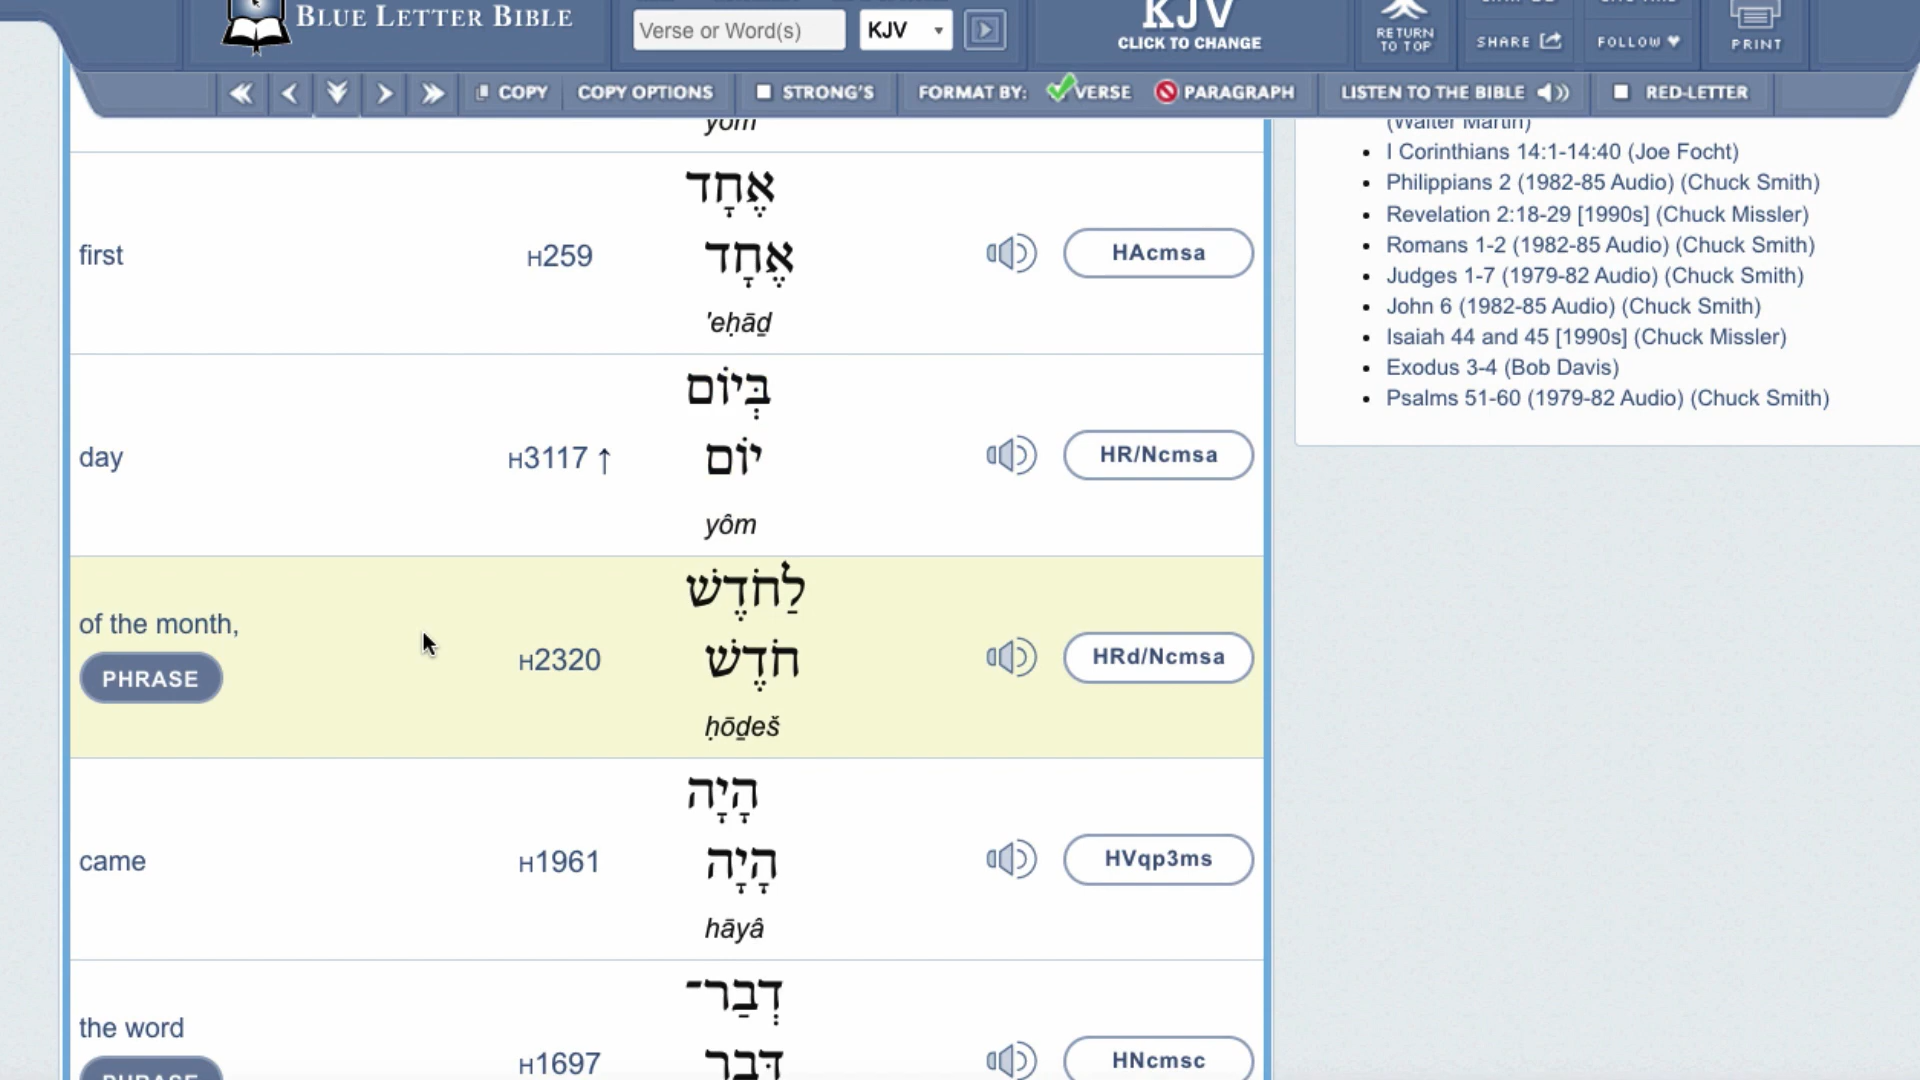 BLUE LETTER BIBLE
Verse or Word(s)
KJV
KJV
CLICK TO CHANGE
RETURN
TO TOP
SHARE
FOLLOW
PRINT
COPY
COPY OPTIONS
STRONG'S
FORMAT BY:
VERSE
PARAGRAPH
LISTEN TO THE BIBLE
RED-LETTER
yôm
first
H259
אֶחָד
אֶחָד
'eḥāḏ
HAcmsa
day
H3117 ↑
בְּיוֹם
יוֹם
yôm
HR/Ncmsa
of the month,
PHRASE
H2320
לַחֹדֶשׁ
חֹדֶשׁ
ḥōḏeš
HRd/Ncmsa
came
H1961
הָיָה
הָיָה
hāyâ
HVqp3ms
the word
PHRASE
H1697
דְּבַר־
דָּבָר
HNcmsc
(Walter Martin)
I Corinthians 14:1-14:40 (Joe Focht)
Philippians 2 (1982-85 Audio) (Chuck Smith)
Revelation 2:18-29 [1990s] (Chuck Missler)
Romans 1-2 (1982-85 Audio) (Chuck Smith)
Judges 1-7 (1979-82 Audio) (Chuck Smith)
John 6 (1982-85 Audio) (Chuck Smith)
Isaiah 44 and 45 [1990s] (Chuck Missler)
Exodus 3-4 (Bob Davis)
Psalms 51-60 (1979-82 Audio) (Chuck Smith)